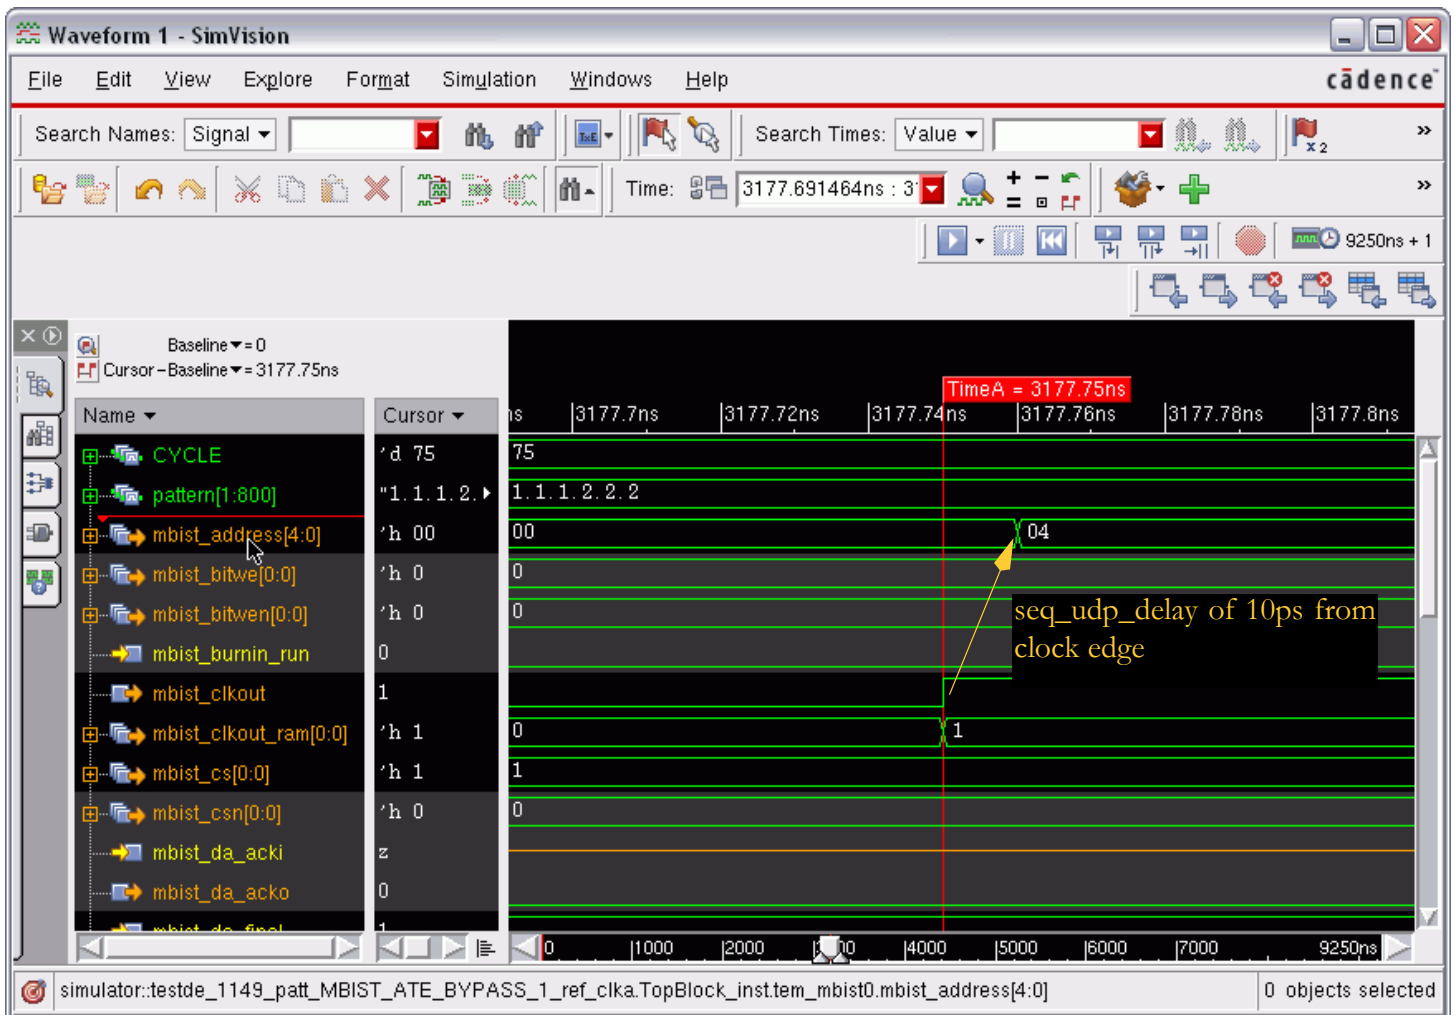 Waveform 1 - SimVision
File Edit View Explore Format Simulation Windows Help cādence
Search Names: Signal Search Times: Value x 2 »
Time: 3177.691464ns : 3 »
9250ns + 1
Baseline = 0
Cursor-Baseline = 3177.75ns
TimeA = 3177.75ns
Name Cursor ns 3177.7ns 3177.72ns 3177.74ns 3177.76ns 3177.78ns 3177.8ns
CYCLE 'd 75 75
pattern[1:800] "1.1.1.2. 1.1.1.2.2.2
mbist_address[4:0] 'h 00 00 04
mbist_bitwe[0:0] 'h 0 0
mbist_bitwen[0:0] 'h 0 0
seq_udp_delay of 10ps from
clock edge
mbist_burnin_run 0
mbist_clkout 1
mbist_clkout_ram[0:0] 'h 1 0 1
mbist_cs[0:0] 'h 1 1
mbist_csn[0:0] 'h 0 0
mbist_da_acki z
mbist_da_acko 0
0 1000 2000 4000 5000 6000 7000 9250ns
simulator::testde_1149_patt_MBIST_ATE_BYPASS_1_ref_clka.TopBlock_inst.tem_mbist0.mbist_address[4:0] 0 objects selected